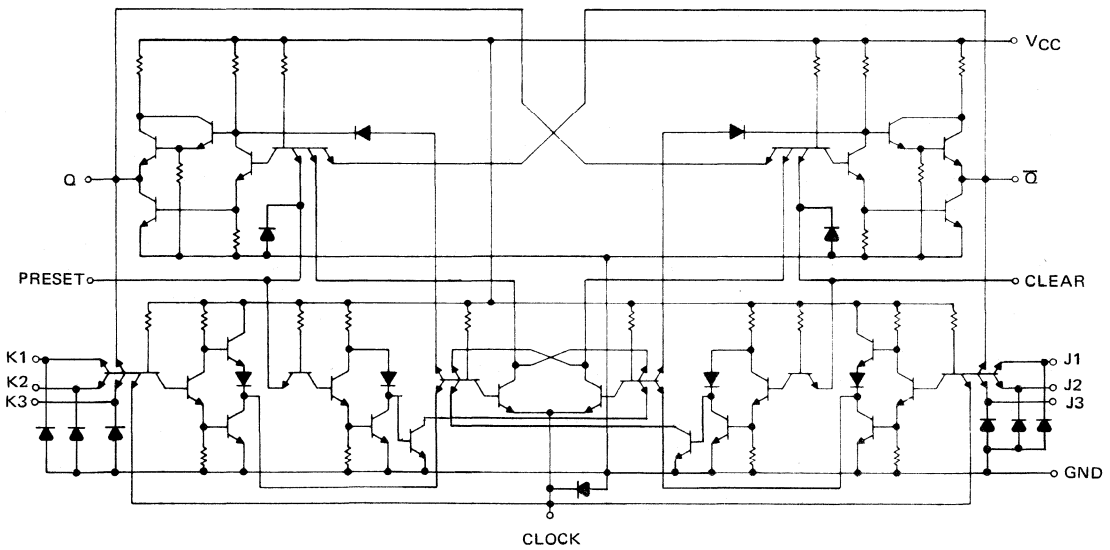 VCC
Q
Q̅
PRESET
CLEAR
K1
K2
K3
J1
J2
J3
GND
CLOCK